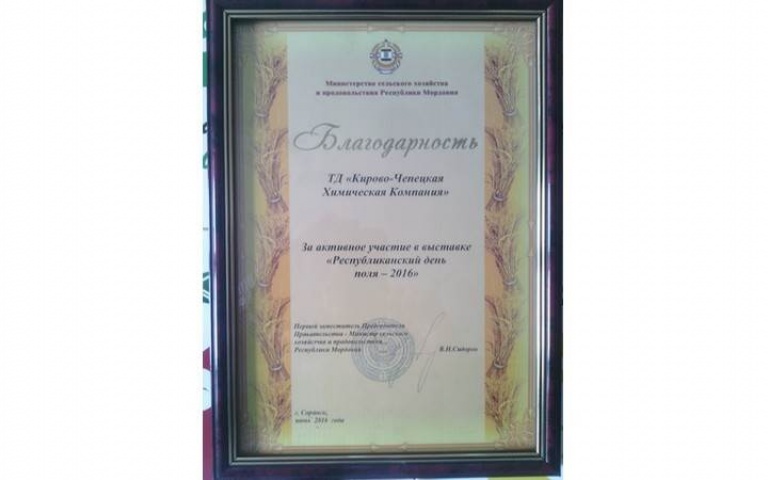 Министерство сельского хозяйства
и продовольствия Республики Мордовия
Благодарность
ТД «Кирово-Чепецкая
Химическая Компания»
За активное участие в выставке
«Республиканский день
поля – 2016»
Первый заместитель Председателя
Правительства - Министр сельского
хозяйства и продовольствия
Республики Мордовия
В.Н.Сидоров
г. Саранск,
июнь 2016 года